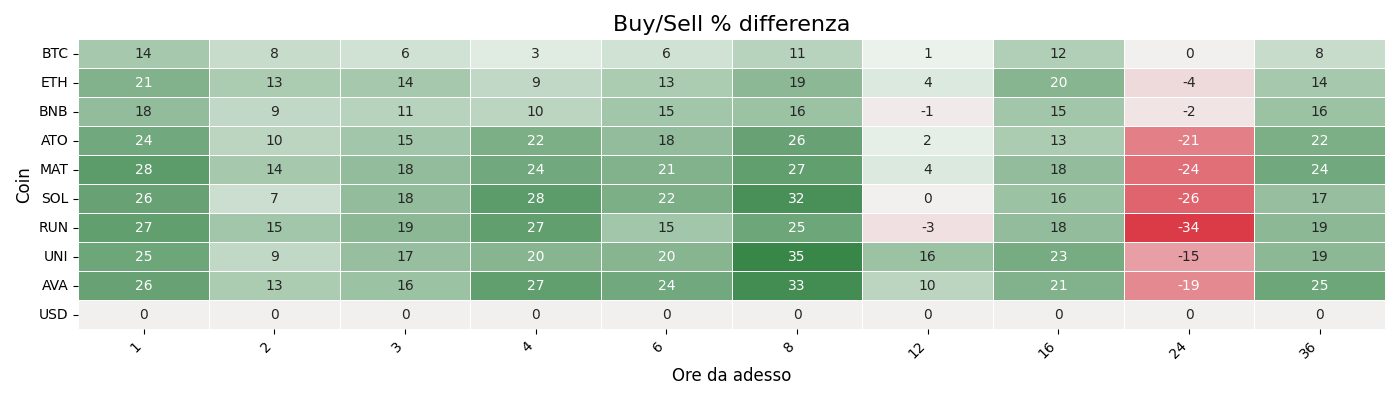 Buy/Sell % differenza
Coin
BTC 14 8 6 3 6 11 1 12 0 8
ETH 21 13 14 9 13 19 4 20 -4 14
BNB 18 9 11 10 15 16 -1 15 -2 16
ATO 24 10 15 22 18 26 2 13 -21 22
MAT 28 14 18 24 21 27 4 18 -24 24
SOL 26 7 18 28 22 32 0 16 -26 17
RUN 27 15 19 27 15 25 -3 18 -34 19
UNI 25 9 17 20 20 35 16 23 -15 19
AVA 26 13 16 27 24 33 10 21 -19 25
USD 0 0 0 0 0 0 0 0 0 0
1 2 3 4 6 8 12 16 24 36
Ore da adesso